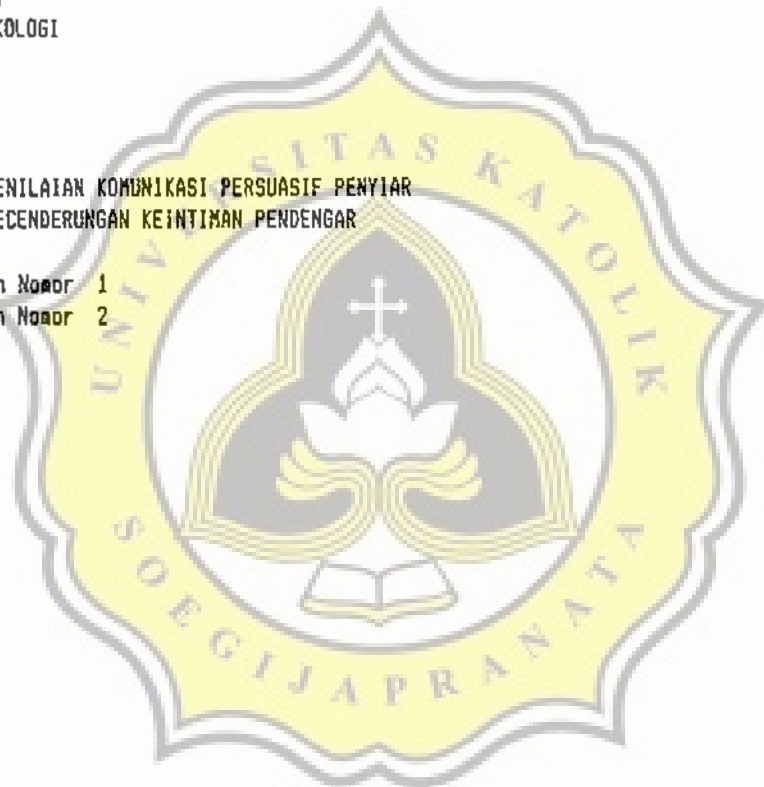 KOLOGI
ENILAIAN KOMUNIKASI PERSUASIF PENYIAR
ECENDERUNGAN KEINTIMAN PENDENGAR
n Nomor 1
n Nomor 2
UNIVERSITAS KATOLIK
SOEGIJAPRANATA